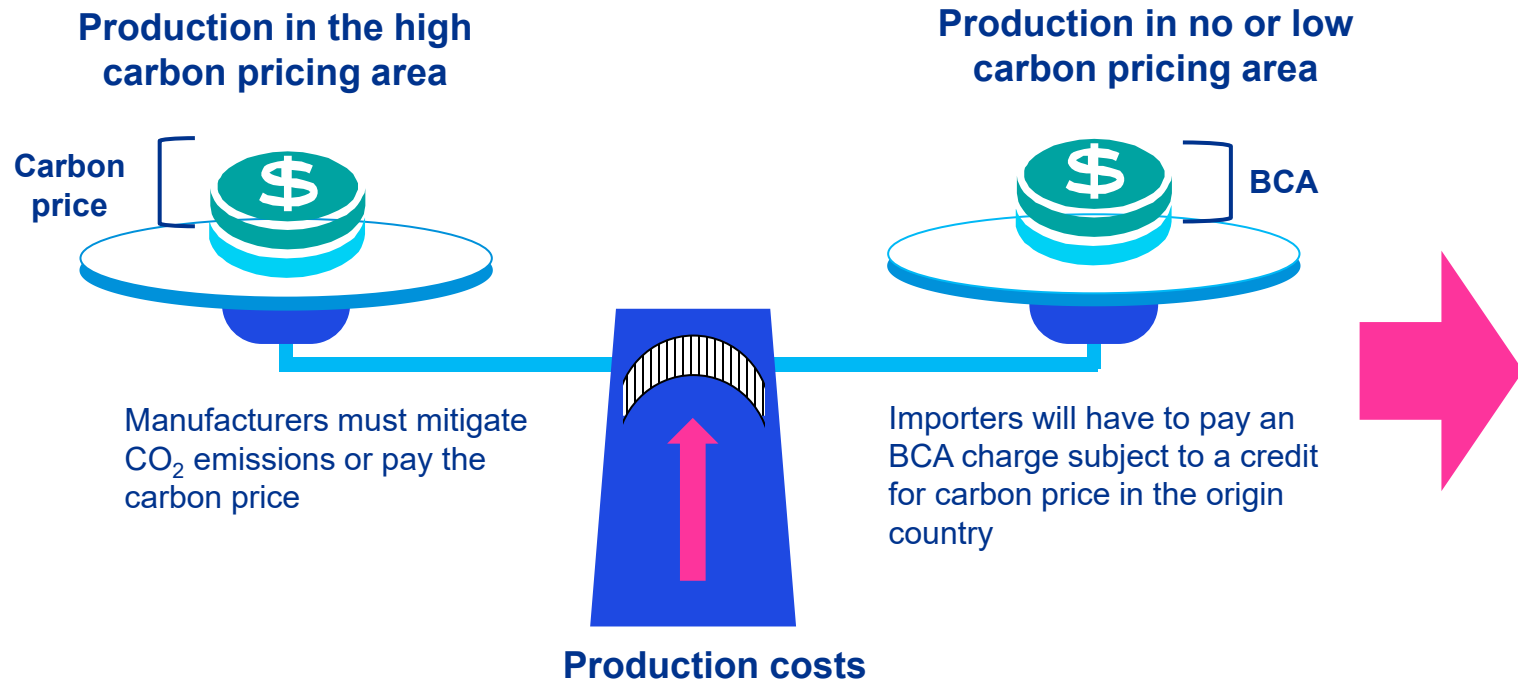 Production in the high
carbon pricing area
Production in no or low
carbon pricing area
Carbon
price
$
$
BCA
Manufacturers must mitigate
CO₂ emissions or pay the
carbon price
Importers will have to pay an
BCA charge subject to a credit
for carbon price in the origin
country
Production costs